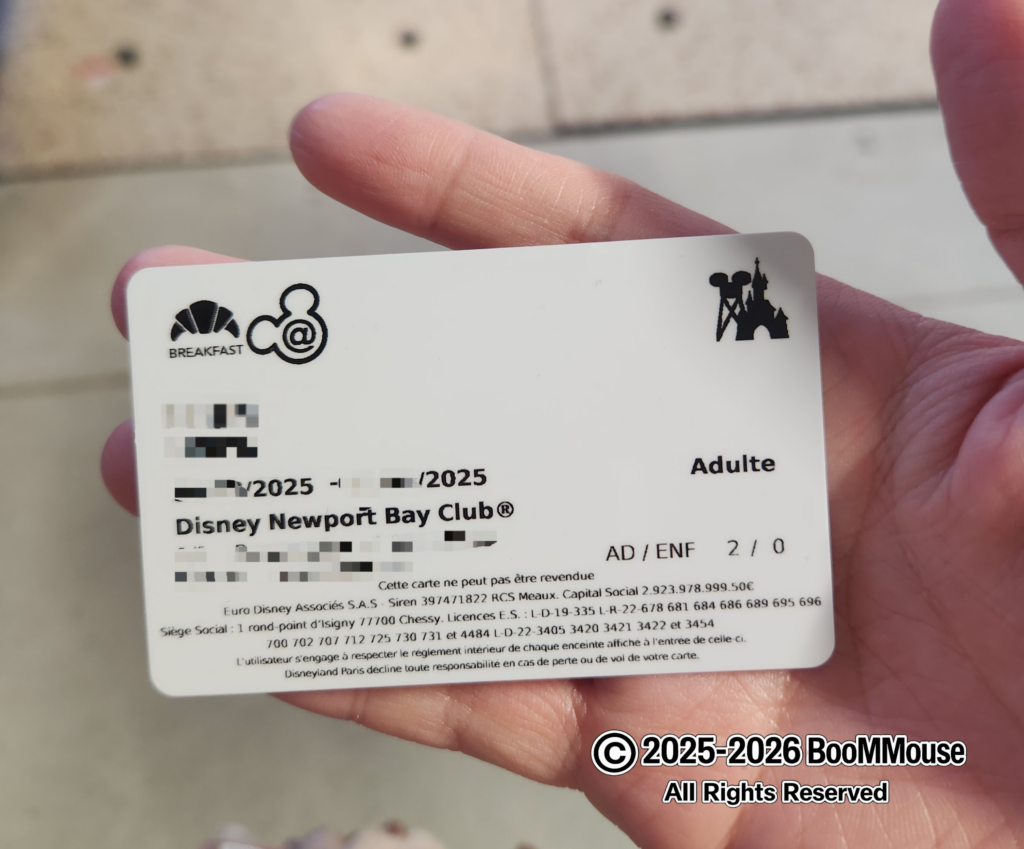 BREAKFAST
@
/2025 - /2025
Adulte
Disney Newport Bay Club®
AD / ENF 2 / 0
Cette carte ne peut pas être revendue
Euro Disney Associés S.A.S - Siren 397471822 RCS Meaux. Capital Social 2.923.978.999.50€
Siège Social : 1 rond-point d'Isigny 77700 Chessy. Licences E.S. : L-D-19-335 L-R-22-678 681 684 686 689 695 696
700 702 707 712 725 730 731 et 4484 L-D-22-3405 3420 3421 3422 et 3454
L'utilisateur s'engage à respecter le règlement intérieur de chaque enceinte affiché à l'entrée de celle-ci.
Disneyland Paris décline toute responsabilité en cas de perte ou de vol de votre carte.
© 2025-2026 BooMMouse
All Rights Reserved